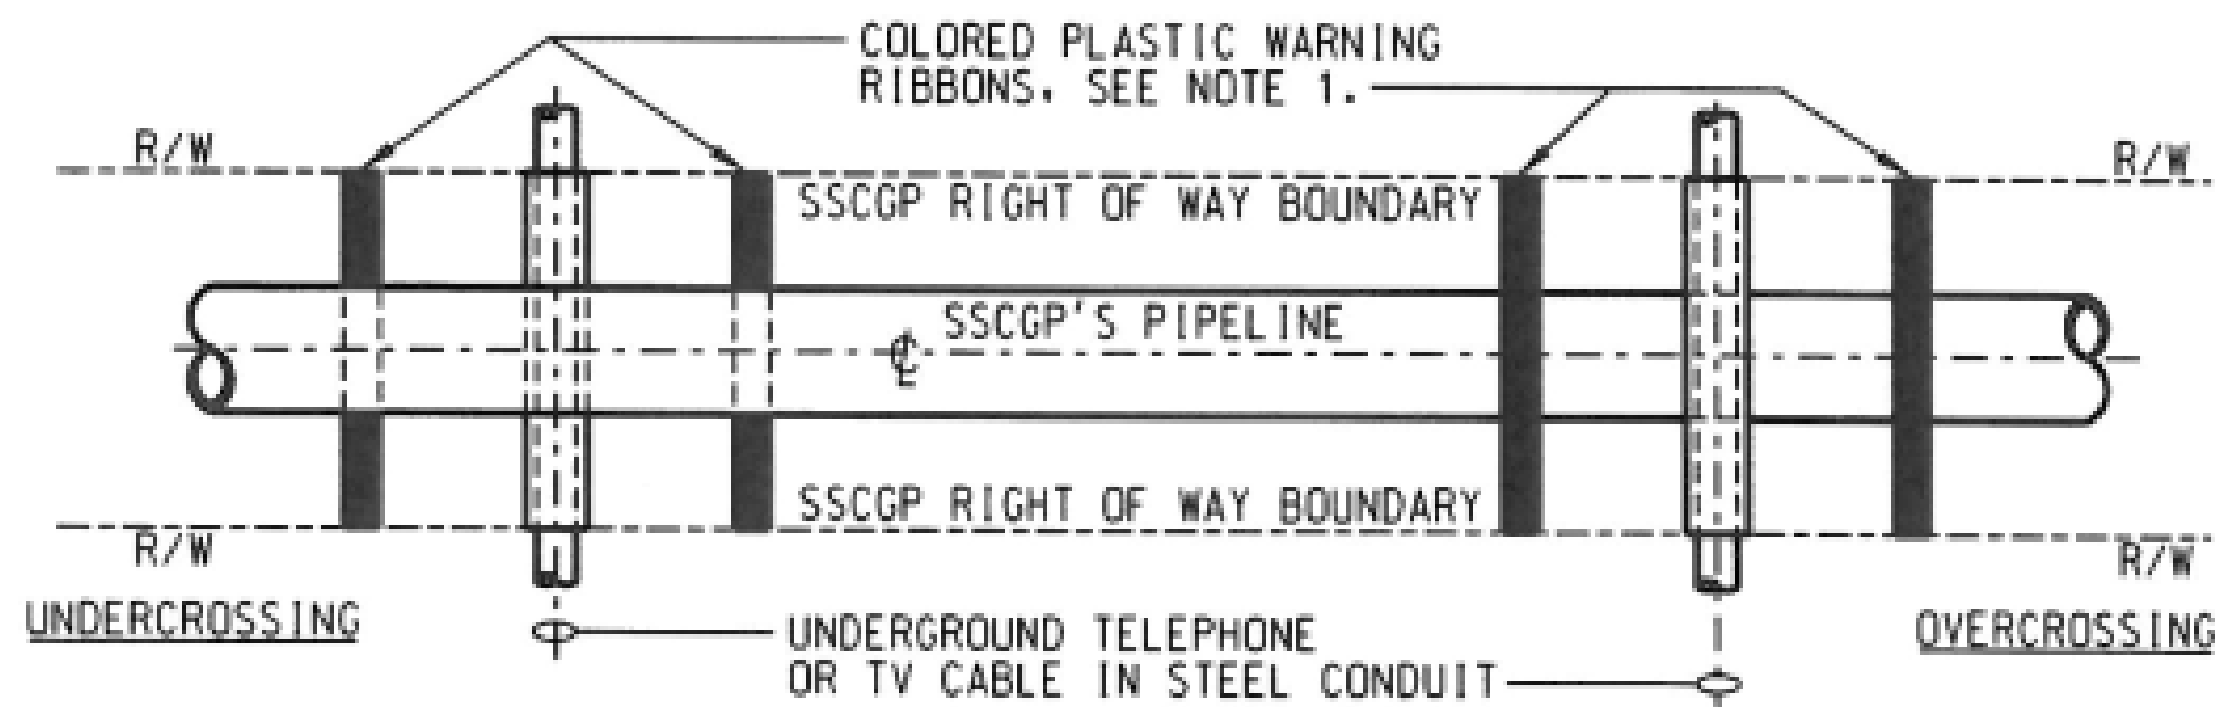 COLORED PLASTIC WARNING
RIBBONS. SEE NOTE 1.
R/W
R/W
SSCGP RIGHT OF WAY BOUNDARY
SSCGP'S PIPELINE
℄
SSCGP RIGHT OF WAY BOUNDARY
R/W
R/W
UNDERCROSSING
OVERCROSSING
UNDERGROUND TELEPHONE
OR TV CABLE IN STEEL CONDUIT